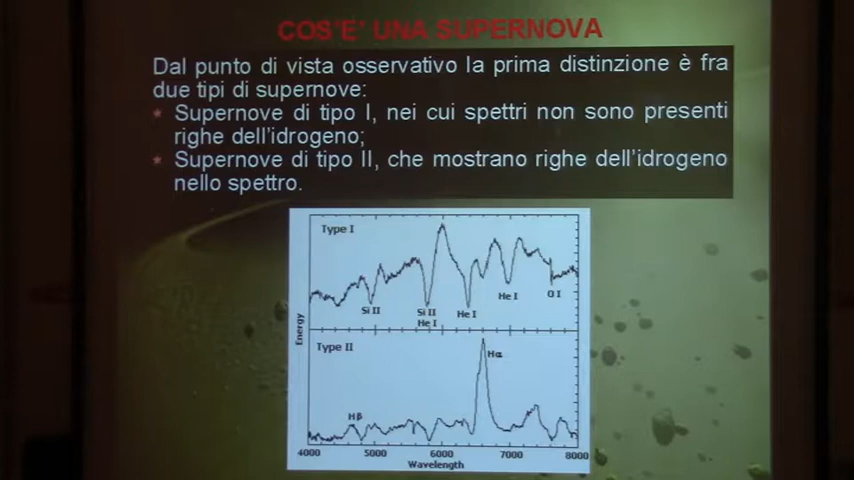 COS'E' UNA SUPERNOVA
Dal punto di vista osservativo la prima distinzione è fra
due tipi di supernove:
* Supernove di tipo I, nei cui spettri non sono presenti
righe dell'idrogeno;
* Supernove di tipo II, che mostrano righe dell'idrogeno
nello spettro.
Type I
Si II
Si II
He I
He I
He I
O I
Energy
Type II
Hα
Hβ
4000 5000 6000 7000 8000
Wavelength